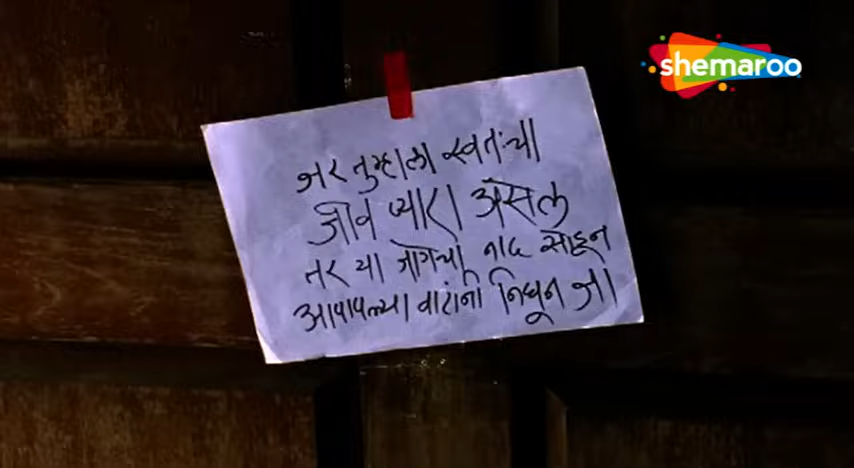 shemaroo
जर तुम्हाला स्वतःचा
जीव प्यारा असेल
तर या जागेचा नाद सोडून
आपापल्या वाटांनी निघून जा